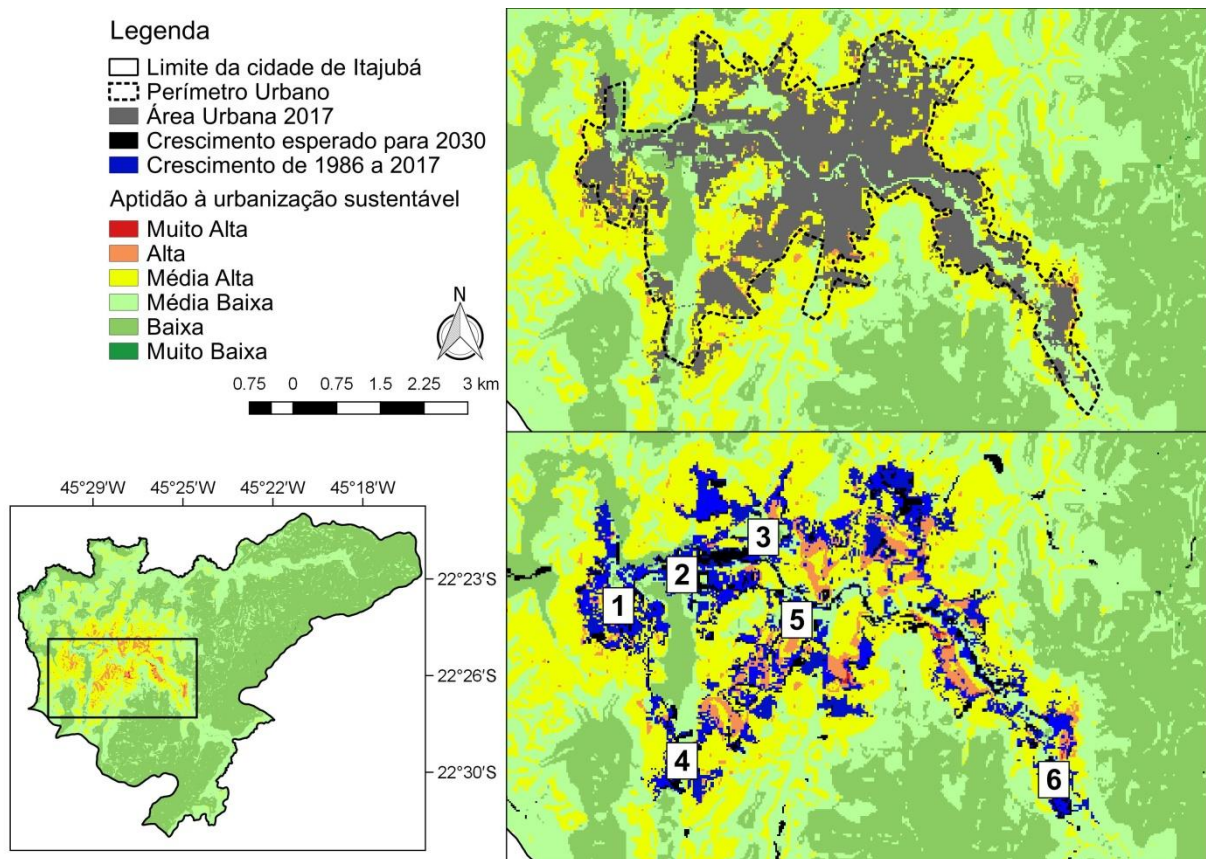 Legenda
Limite da cidade de Itajubá
Perímetro Urbano
Área Urbana 2017
Crescimento esperado para 2030
Crescimento de 1986 a 2017
Aptidão à urbanização sustentável
Muito Alta
Alta
Média Alta
Média Baixa
Baixa
Muito Baixa
N
0.75 0 0.75 1.5 2.25 3 km
45°29'W 45°25'W 45°22'W 45°18'W
22°23'S
22°26'S
22°30'S
3
2
1
5
4
6